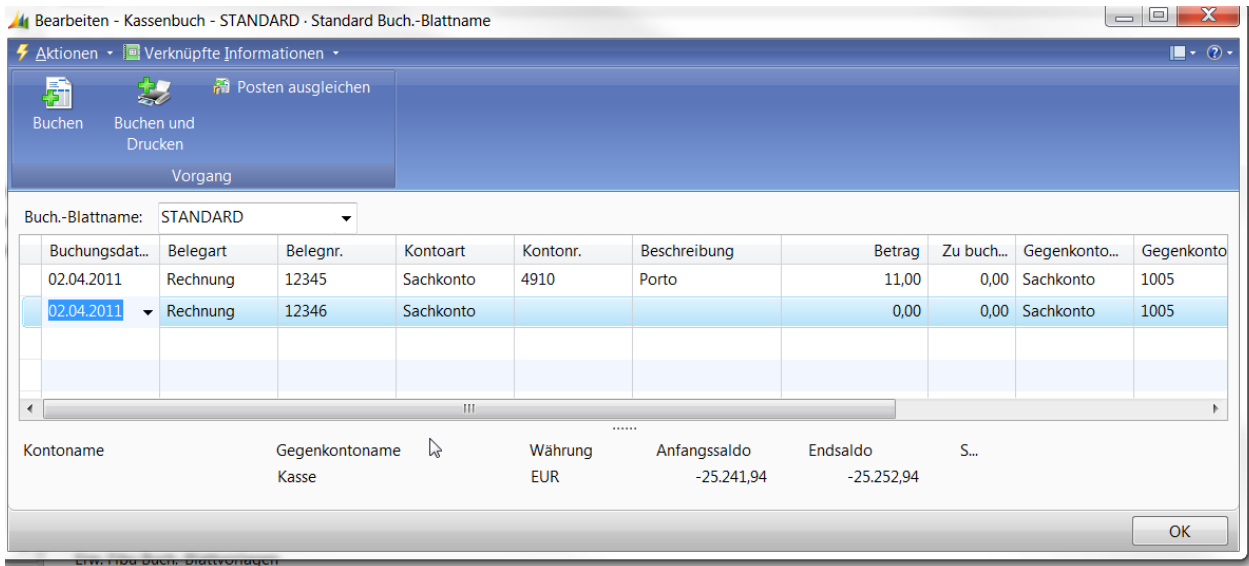 Bearbeiten - Kassenbuch - STANDARD · Standard Buch.-Blattname
Aktionen Verknüpfte Informationen
Posten ausgleichen
Buchen Buchen und Drucken
Vorgang
Buch.-Blattname: STANDARD
Buchungsdat... Belegart Belegnr. Kontoart Kontonr. Beschreibung Betrag Zu buch... Gegenkonto... Gegenkonto
02.04.2011 Rechnung 12345 Sachkonto 4910 Porto 11,00 0,00 Sachkonto 1005
02.04.2011 Rechnung 12346 Sachkonto 0,00 0,00 Sachkonto 1005
Kontoname Gegenkontoname Währung Anfangssaldo Endsaldo S...
Kasse EUR -25.241,94 -25.252,94
OK